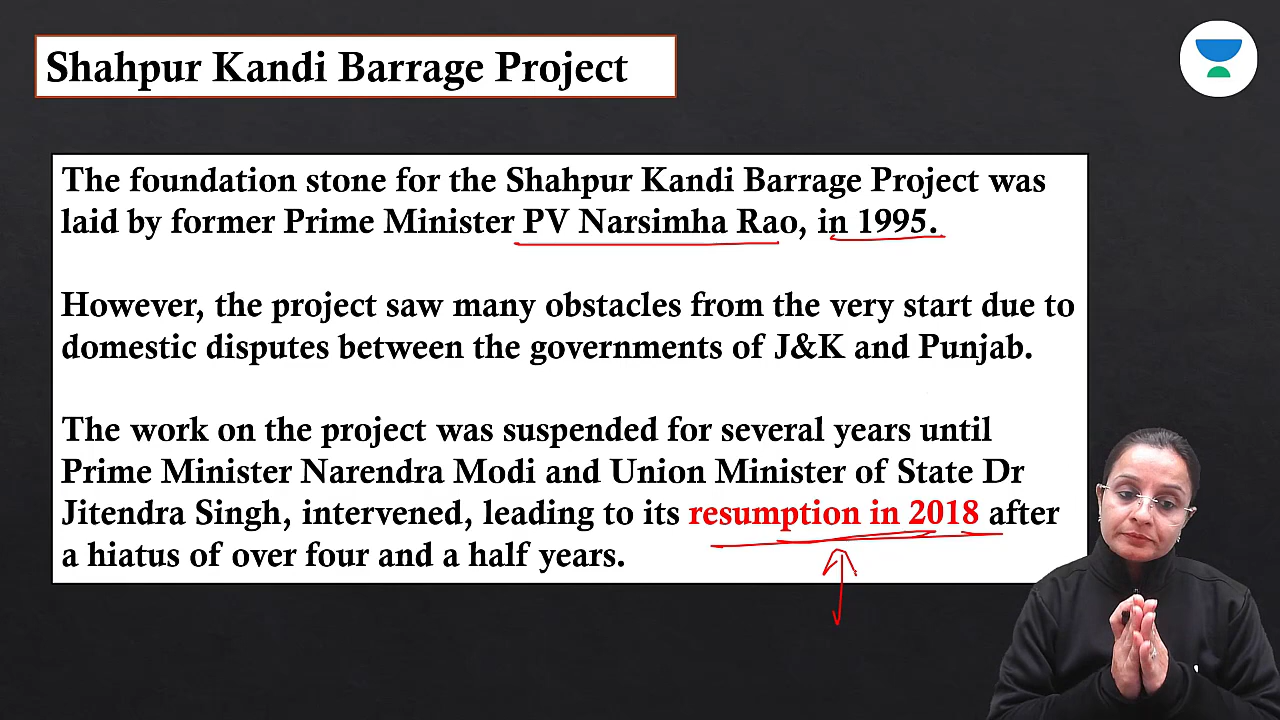 Shahpur Kandi Barrage Project
The foundation stone for the Shahpur Kandi Barrage Project was
laid by former Prime Minister PV Narsimha Rao, in 1995.
However, the project saw many obstacles from the very start due to
domestic disputes between the governments of J&K and Punjab.
The work on the project was suspended for several years until
Prime Minister Narendra Modi and Union Minister of State Dr
Jitendra Singh, intervened, leading to its resumption in 2018 after
a hiatus of over four and a half years.